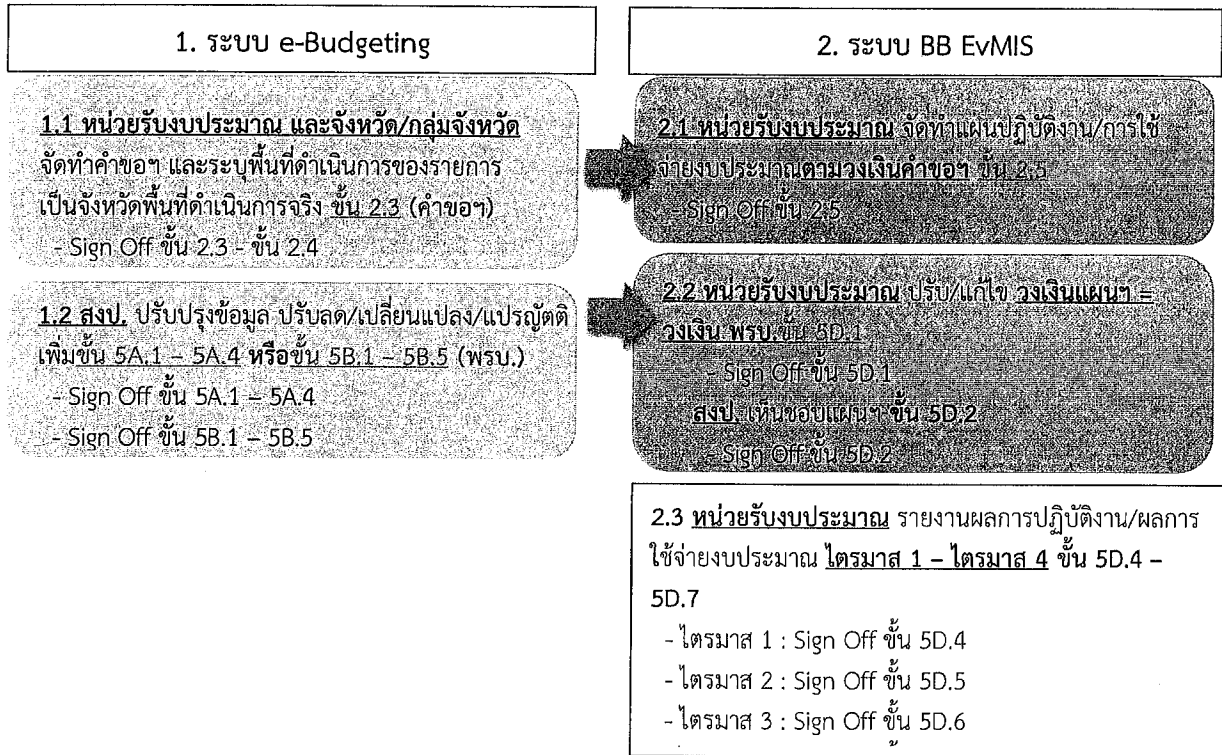 1. ระบบ e-Budgeting
1.1 หน่วยรับงบประมาณ และจังหวัด/กลุ่มจังหวัด
จัดทำคำขอฯ และระบุพื้นที่ดำเนินการของรายการ
เป็นจังหวัดพื้นที่ดำเนินการจริง ขั้น 2.3 (คำขอฯ)
- Sign Off ขั้น 2.3 - ขั้น 2.4
1.2 สงป. ปรับปรุงข้อมูล ปรับลด/เปลี่ยนแปลง/แปรญัตติ
เพิ่มขั้น 5A.1 – 5A.4 หรือขั้น 5B.1 – 5B.5 (พรบ.)
- Sign Off ขั้น 5A.1 – 5A.4
- Sign Off ขั้น 5B.1 – 5B.5
2. ระบบ BB EvMIS
2.1 หน่วยรับงบประมาณ จัดทำแผนปฏิบัติงาน/การใช้
จ่ายงบประมาณตามวงเงินคำขอฯ ขั้น 2.5
- Sign Off ขั้น 2.5
2.2 หน่วยรับงบประมาณ ปรับ/แก้ไข วงเงินแผนฯ =
วงเงิน พรบ.ขั้น 5D.1
- Sign Off ขั้น 5D.1
สงป. เห็นชอบแผนฯ ขั้น 5D.2
- Sign Off ขั้น 5D.2
2.3 หน่วยรับงบประมาณ รายงานผลการปฏิบัติงาน/ผลการ
ใช้จ่ายงบประมาณ ไตรมาส 1 – ไตรมาส 4 ขั้น 5D.4 –
5D.7
- ไตรมาส 1 : Sign Off ขั้น 5D.4
- ไตรมาส 2 : Sign Off ขั้น 5D.5
- ไตรมาส 3 : Sign Off ขั้น 5D.6